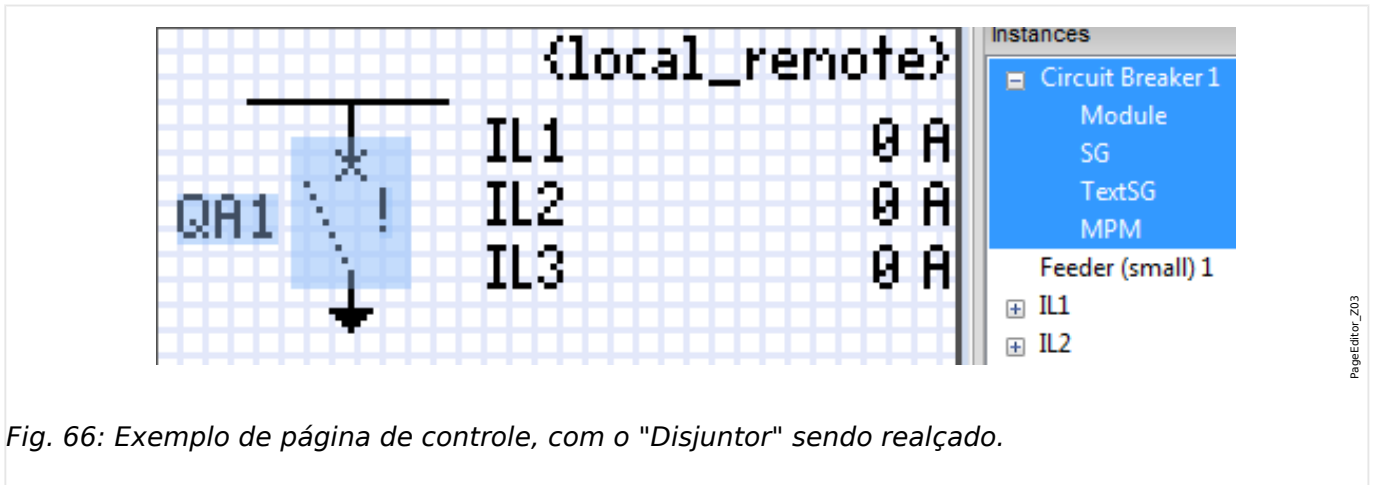 {local_remote}
QA1
!
IL1 0 A
IL2 0 A
IL3 0 A
Instances
Circuit Breaker 1
Module
SG
TextSG
MPM
Feeder (small) 1
IL1
IL2
PageEditor_Z03
Fig. 66: Exemplo de página de controle, com o "Disjuntor" sendo realçado.